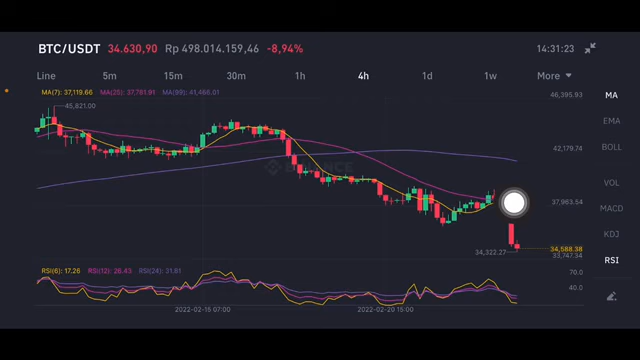 BTC/USDT 34.630,90 Rp 498.014.159,46 -8,94% 14:31:23
Line 5m 15m 30m 1h 4h 1d 1w More
MA(7): 37,119.66 MA(25): 37,791.91 MA(99): 41,466.01
46,395.93
45,821.00
42,179.74
BINANCE
37,963.54
34,588.38
34,322.27
33,747.34
RSI(6): 17.26 RSI(12): 26.43 RSI(24): 31.81
70.0
40.0
2022-02-16 07:00 2022-02-20 15:00
MA
EMA
BOLL
VOL
MACD
KDJ
RSI